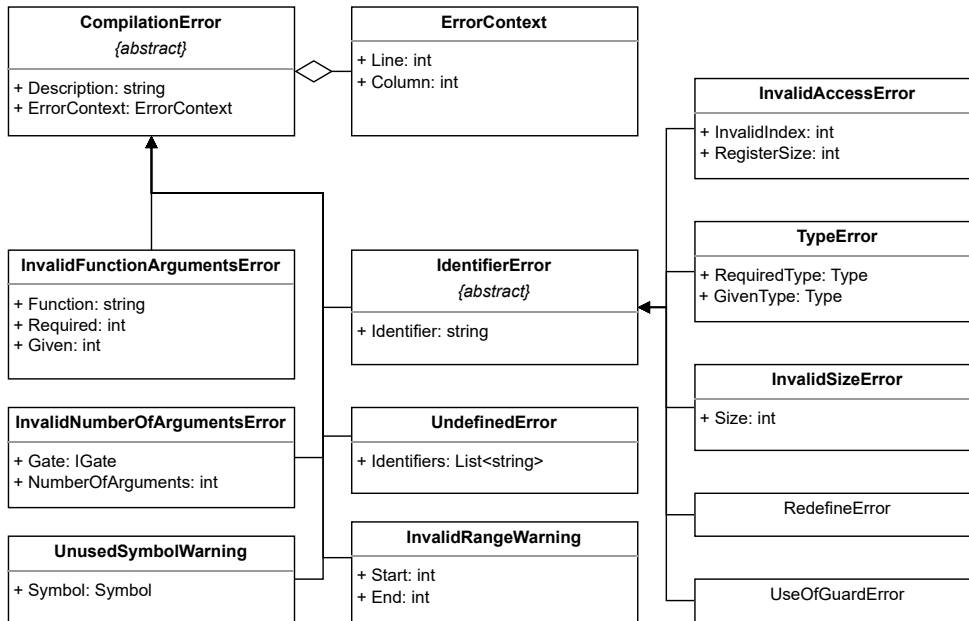 CompilationError
{abstract}
+ Description: string
+ ErrorContext: ErrorContext
ErrorContext
+ Line: int
+ Column: int
InvalidAccessError
+ InvalidIndex: int
+ RegisterSize: int
InvalidFunctionArgumentsError
+ Function: string
+ Required: int
+ Given: int
IdentifierError
{abstract}
+ Identifier: string
TypeError
+ RequiredType: Type
+ GivenType: Type
InvalidSizeError
+ Size: int
InvalidNumberOfArgumentsError
+ Gate: IGate
+ NumberOfArguments: int
UndefinedError
+ Identifiers: List<string>
RedefineError
UnusedSymbolWarning
+ Symbol: Symbol
InvalidRangeWarning
+ Start: int
+ End: int
UseOfGuardError